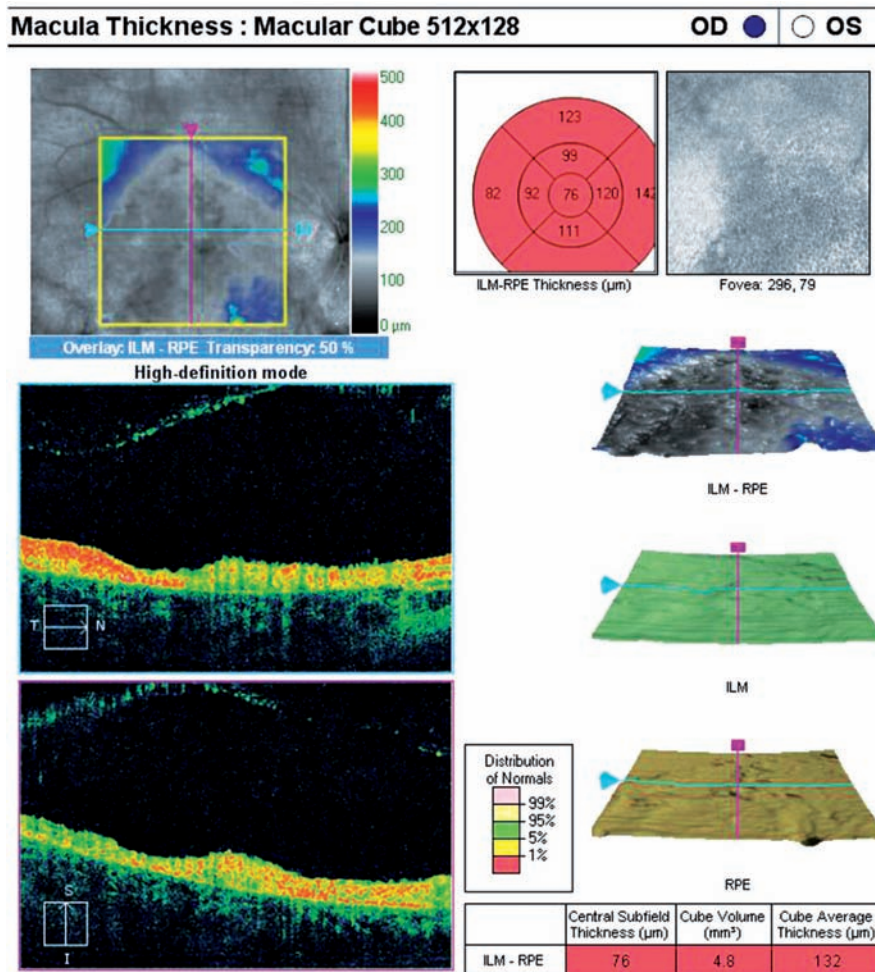 Macula Thickness : Macular Cube 512x128 OD OS
500
400
300
200
100
0 µm
Overlay: ILM - RPE Transparency: 50 %
123
99
82 92 76 120 142
111
ILM-RPE Thickness (µm)
Fovea: 296, 79
High-definition mode
T N
S
I
ILM - RPE
ILM
RPE
Distribution
of Normals
99%
95%
5%
1%
Central Subfield Thickness (µm) Cube Volume (mm³) Cube Average Thickness (µm)
ILM - RPE 76 4.8 132